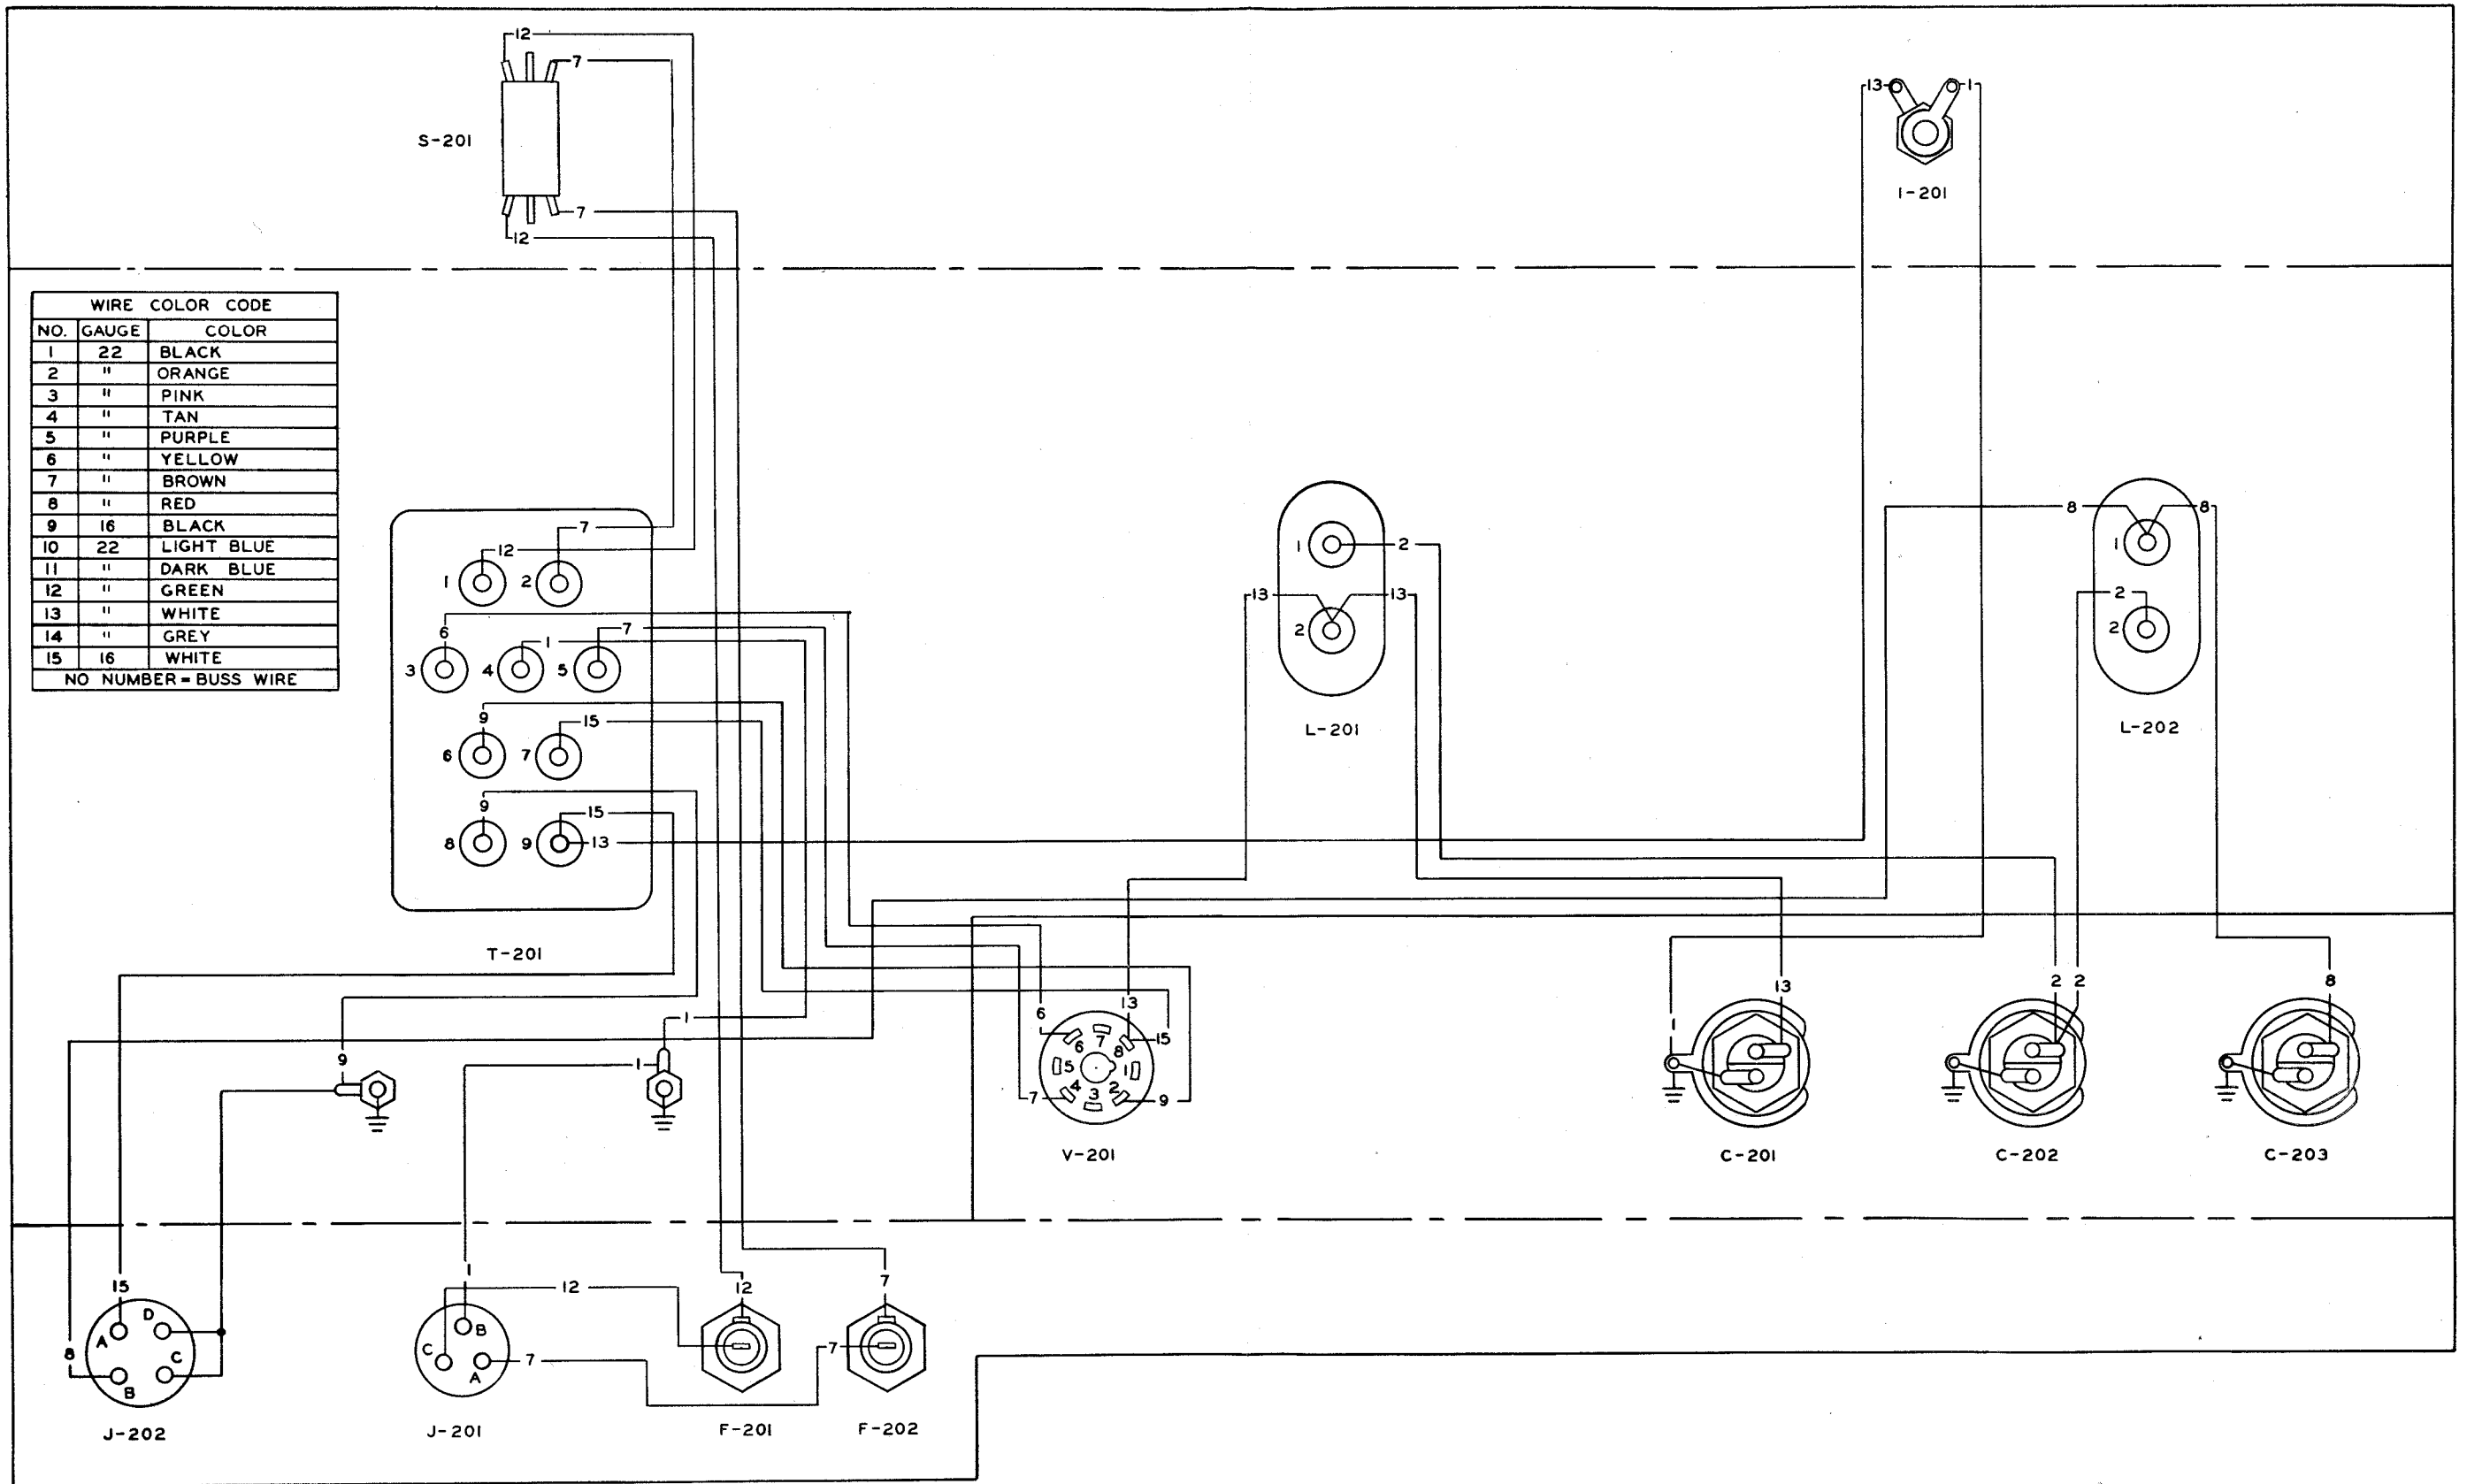 12
7
S-201
7
12
13
1
I-201
WIRE COLOR CODE
NO. GAUGE COLOR
1 22 BLACK
2 " ORANGE
3 " PINK
4 " TAN
5 " PURPLE
6 " YELLOW
7 " BROWN
8 " RED
9 16 BLACK
10 22 LIGHT BLUE
11 " DARK BLUE
12 " GREEN
13 " WHITE
14 " GREY
15 16 WHITE
NO NUMBER = BUSS WIRE
7
12
1 2
6
1
7
3 4 5
9
15
6 7
9
15
8 9 13
T-201
1 2
13 13
2
L-201
8 8
1
2
2
L-202
9
1
1
6
13
15
7
9
6 7 8
5 1
4 3 2
V-201
1
13
C-201
2 2
C-202
8
C-203
15
8
A D
B C
J-202
1
12
B
C
A
7
J-201
12
F-201
7
7
F-202